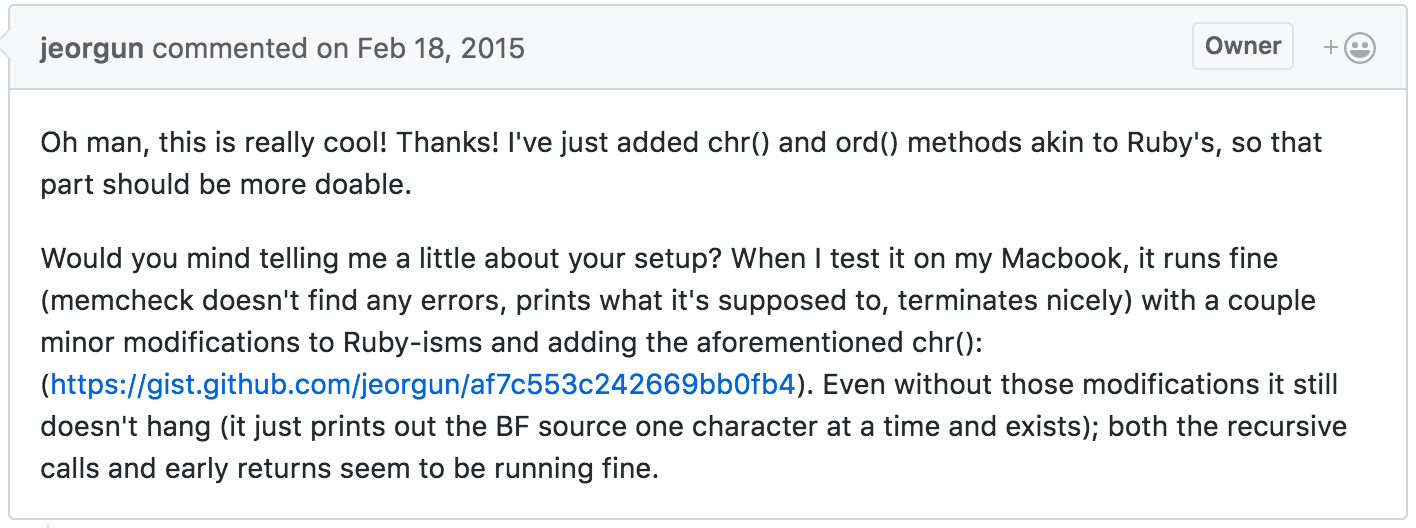 jeorgun commented on Feb 18, 2015 Owner +
Oh man, this is really cool! Thanks! I've just added chr() and ord() methods akin to Ruby's, so that
part should be more doable.
Would you mind telling me a little about your setup? When I test it on my Macbook, it runs fine
(memcheck doesn't find any errors, prints what it's supposed to, terminates nicely) with a couple
minor modifications to Ruby-isms and adding the aforementioned chr():
(https://gist.github.com/jeorgun/af7c553c242669bb0fb4). Even without those modifications it still
doesn't hang (it just prints out the BF source one character at a time and exists); both the recursive
calls and early returns seem to be running fine.